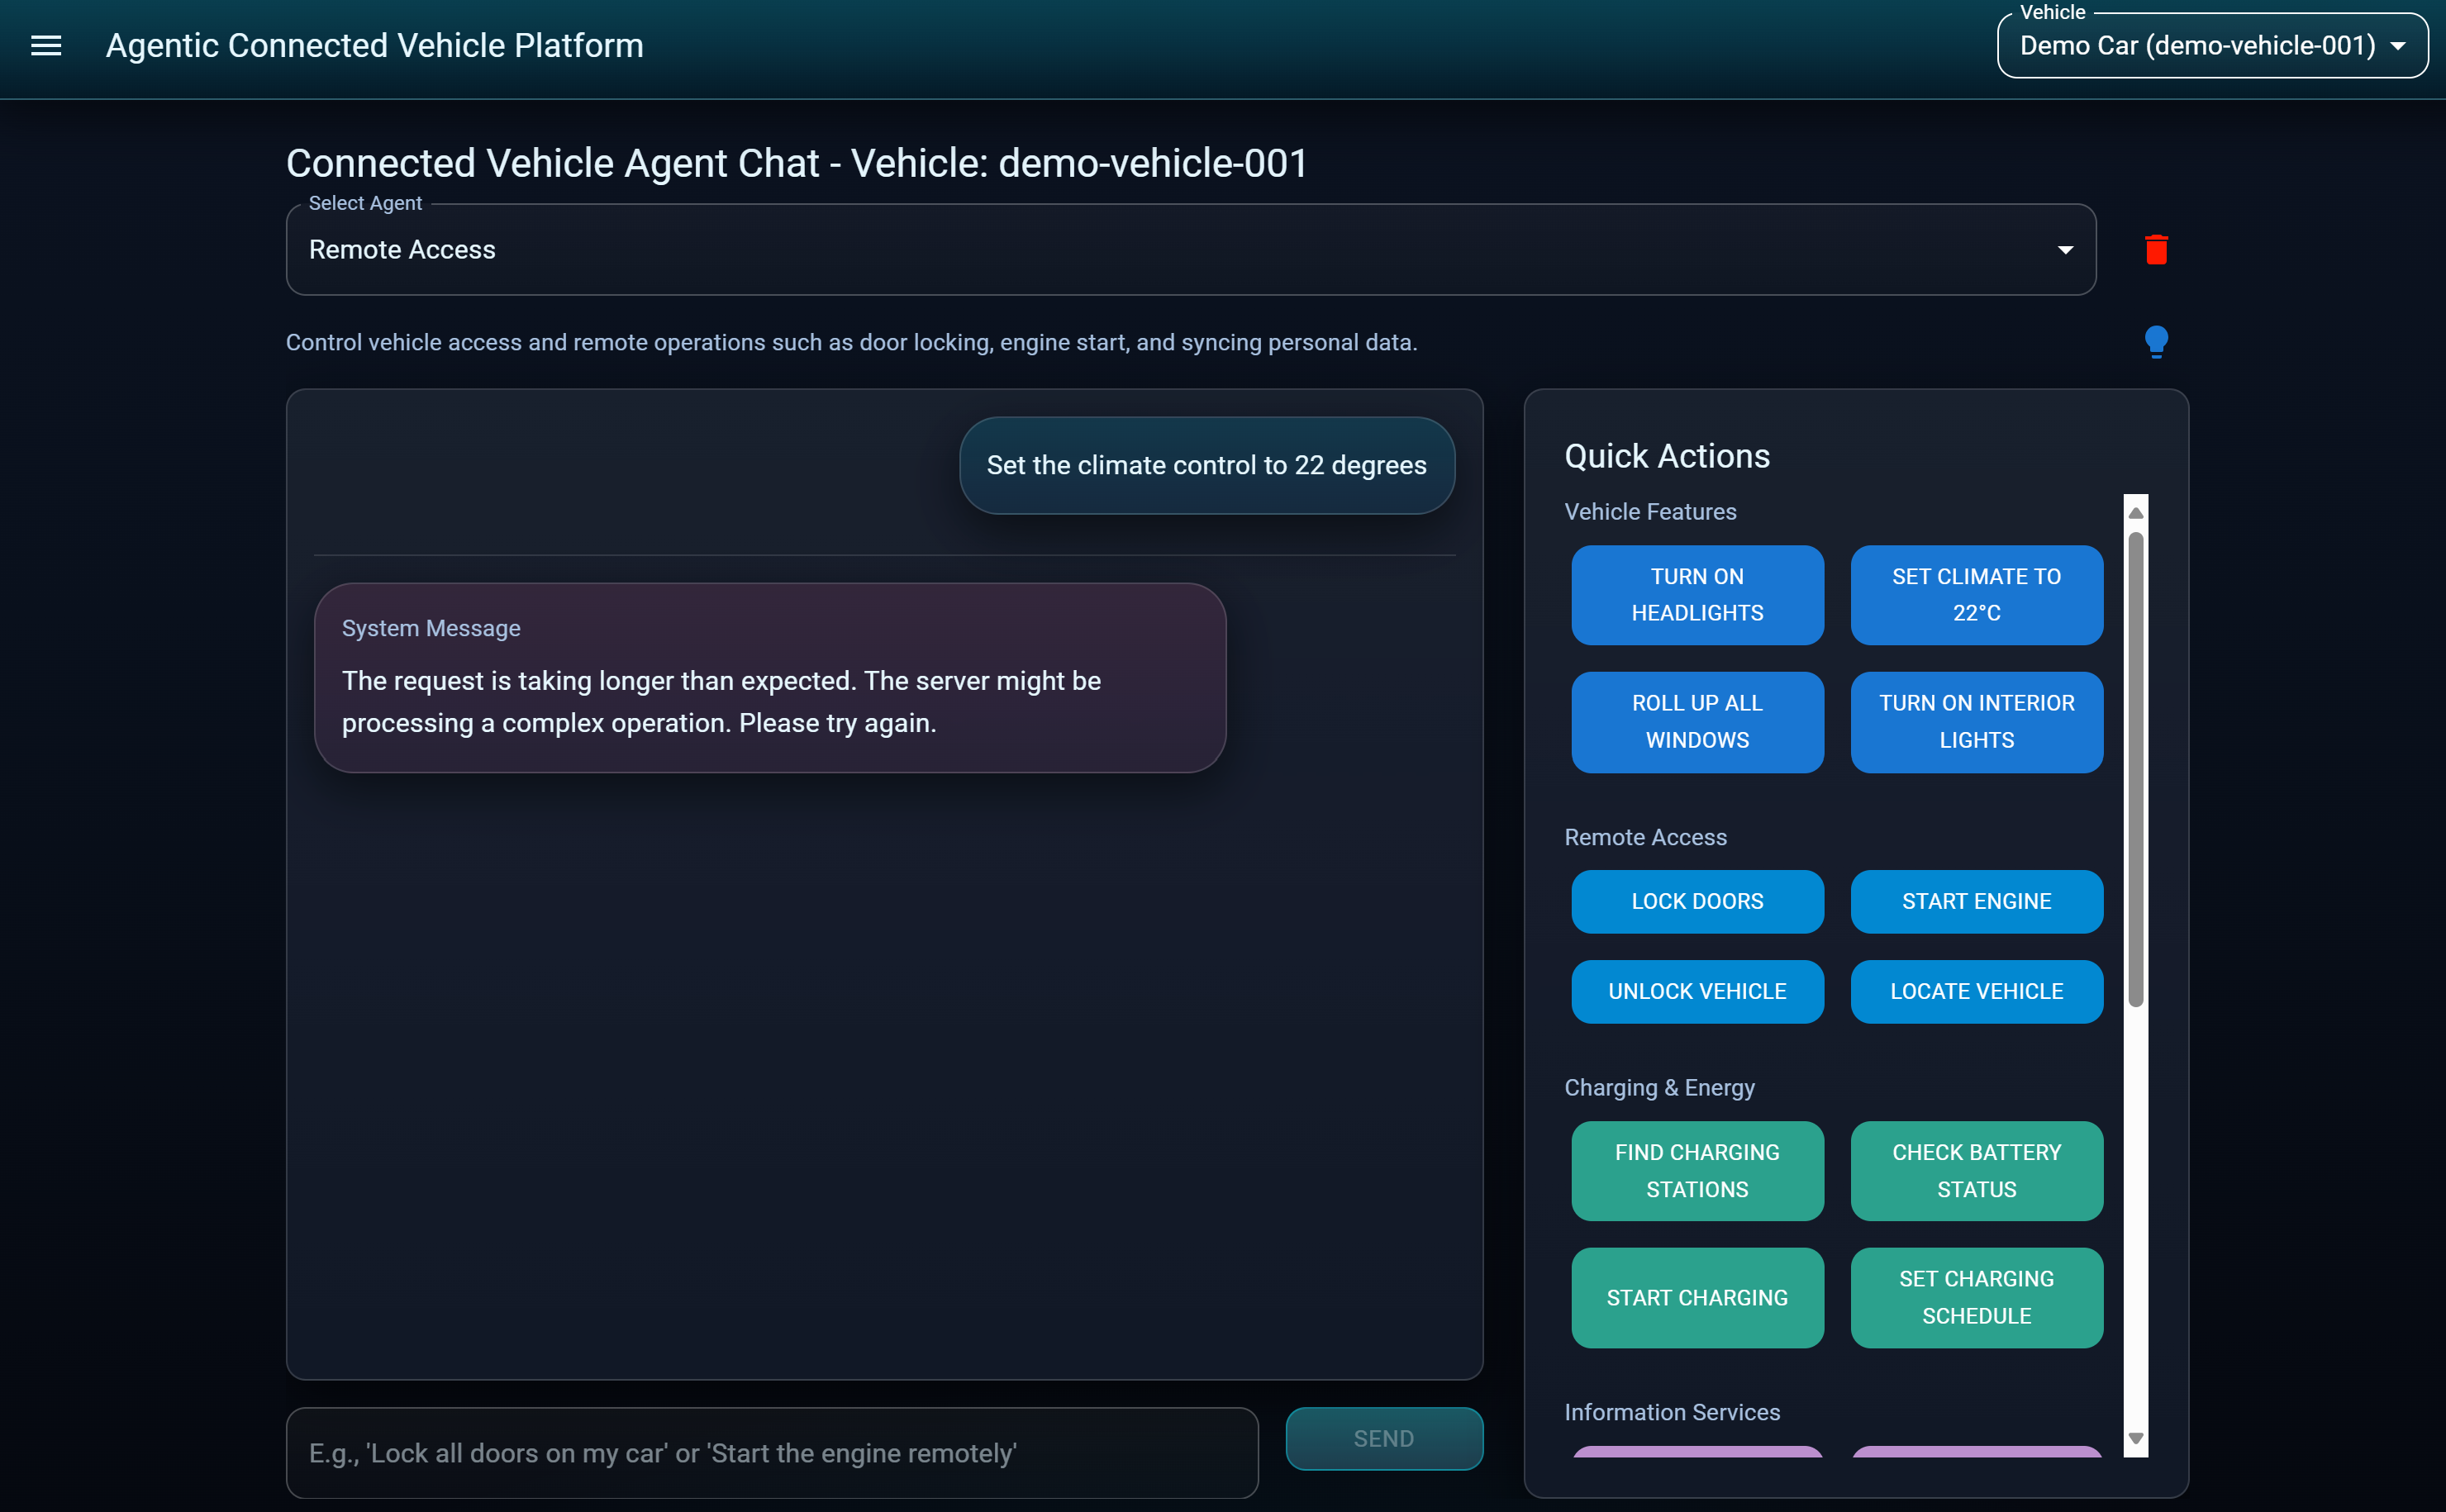 Agentic Connected Vehicle Platform
Vehicle
Demo Car (demo-vehicle-001)
Connected Vehicle Agent Chat - Vehicle: demo-vehicle-001
Select Agent
Remote Access
Control vehicle access and remote operations such as door locking, engine start, and syncing personal data.
Set the climate control to 22 degrees
System Message
The request is taking longer than expected. The server might be
processing a complex operation. Please try again.
E.g., 'Lock all doors on my car' or 'Start the engine remotely'
SEND
Quick Actions
Vehicle Features
TURN ON
HEADLIGHTS
SET CLIMATE TO
22°C
ROLL UP ALL
WINDOWS
TURN ON INTERIOR
LIGHTS
Remote Access
LOCK DOORS
START ENGINE
UNLOCK VEHICLE
LOCATE VEHICLE
Charging & Energy
FIND CHARGING
STATIONS
CHECK BATTERY
STATUS
START CHARGING
SET CHARGING
SCHEDULE
Information Services